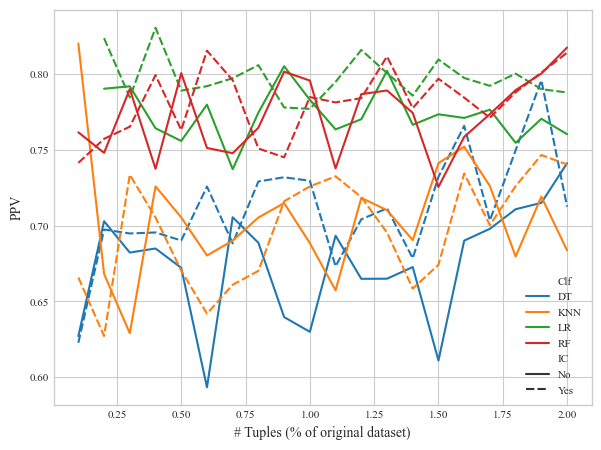 PPV
0.80
0.75
0.70
0.65
0.60
Clf
DT
KNN
LR
RF
IC
No
Yes
0.25 0.50 0.75 1.00 1.25 1.50 1.75 2.00
# Tuples (% of original dataset)